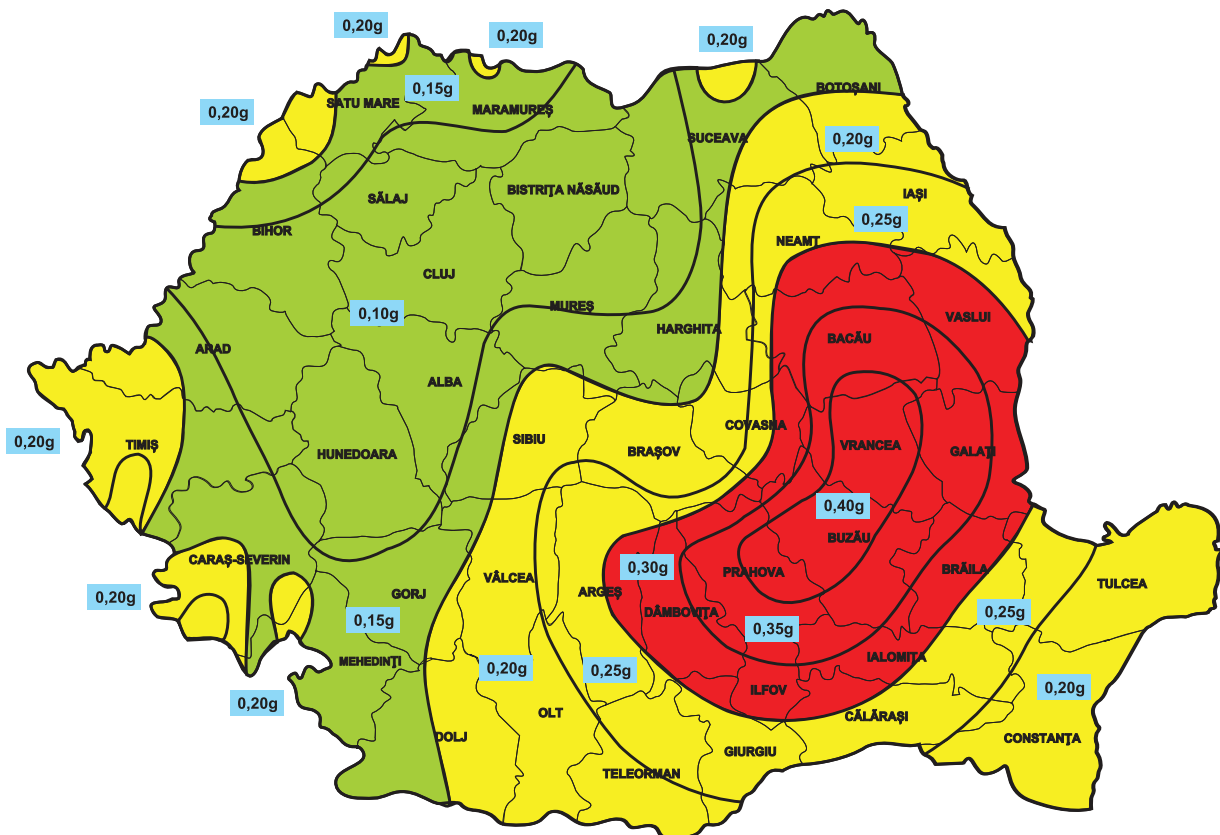 0,20g
0,20g
0,20g
0,15g
BOTOȘANI
SATU MARE
MARAMUREȘ
0,20g
SUCEAVA
0,20g
BISTRIȚA NĂSĂUD
IAȘI
SĂLAJ
0,25g
BIHOR
NEAMȚ
CLUJ
MUREȘ
0,10g
VASLUI
HARGHITA
BACĂU
ARAD
ALBA
COVASNA
0,20g
TIMIȘ
SIBIU
BRAȘOV
VRANCEA
GALAȚI
HUNEDOARA
0,40g
BUZĂU
CARAȘ-SEVERIN
0,30g
PRAHOVA
BRĂILA
VÂLCEA
TULCEA
0,20g
GORJ
ARGEȘ
DÂMBOVIȚA
0,25g
0,15g
0,35g
MEHEDINȚI
IALOMIȚA
0,20g
0,25g
0,20g
0,20g
ILFOV
OLT
CĂLĂRAȘI
DOLJ
GIURGIU
CONSTANȚA
TELEORMAN